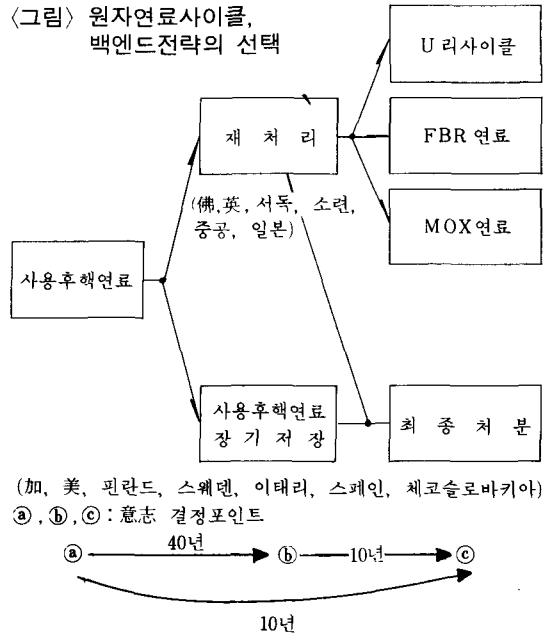 〈그림〉 원자연료사이클,
백엔드전략의 선택
U 리사이클
재 처 리
FBR 연료
(佛,英, 서독, 소련,
중공, 일본)
MOX연료
사용후핵연료
사용후핵연료
장 기 저 장
최 종 처 분
(加, 美, 핀란드, 스웨덴, 이태리, 스페인, 체코슬로바키아)
ⓐ, ⓑ, ⓒ : 意志 결정포인트
ⓐ 40년 ⓑ 10년 ⓒ
10년